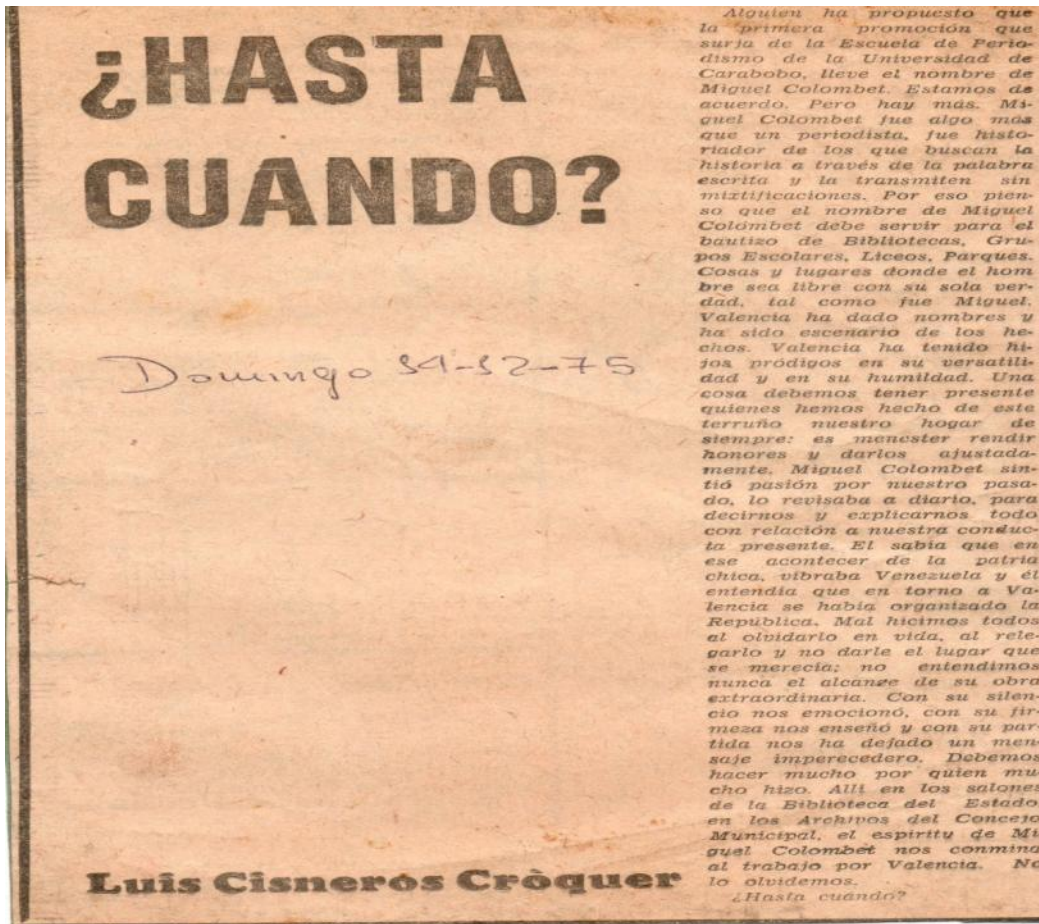 ¿HASTA
CUANDO?
Domingo 14-12-75
Luis Cisneros Cròquer
Alguien ha propuesto que
la primera promoción que
surja de la Escuela de Perio-
dismo de la Universidad de
Carabobo, lleve el nombre de
Miguel Colombet. Estamos de
acuerdo. Pero hay más. Mi-
guel Colombet fue algo más
que un periodista, fue histo-
riador de los que buscan la
historia a través de la palabra
escrita y la transmiten sin
mixtificaciones. Por eso pien-
so que el nombre de Miguel
Colómbet debe servir para el
bautizo de Bibliotecas, Gru-
pos Escolares, Liceos, Parques.
Cosas y lugares donde el hom
bre sea libre con su sola ver-
dad, tal como fue Miguel.
Valencia ha dado nombres y
ha sido escenario de los he-
chos. Valencia ha tenido hi-
jos pródigos en su versatili-
dad y en su humildad. Una
cosa debemos tener presente
quienes hemos hecho de este
terruño nuestro hogar de
siempre: es menester rendir
honores y darlos ajustada-
mente. Miguel Colombet sin-
tió pasión por nuestro pasa-
do, lo revisaba a diario, para
decirnos y explicarnos todo
con relación a nuestra conduc-
ta presente. El sabía que en
ese acontecer de la patria
chica, vibraba Venezuela y él
entendía que en torno a Va-
lencia se había organizado la
República. Mal hicimos todos
al olvidarlo en vida, al rele-
garlo y no darle el lugar que
se merecía; no entendimos
nunca el alcance de su obra
extraordinaria. Con su silen-
cio nos emocionó, con su fir-
meza nos enseñó y con su par-
tida nos ha dejado un men-
saje imperecedero. Debemos
hacer mucho por quien mu
cho hizo. Allí en los salones
de la Biblioteca del Estado
en los Archivos del Concejo
Municipal, el espíritu de Mi
guel Colombet nos conmina
al trabajo por Valencia. No
lo olvidemos.
¿Hasta cuándo?